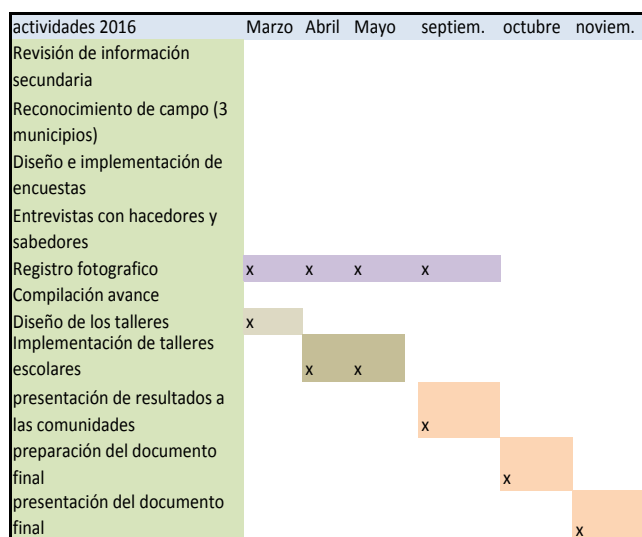 actividades 2016 Marzo Abril Mayo septiem. octubre noviem.
Revisión de información
secundaria
Reconocimiento de campo (3
municipios)
Diseño e implementación de
encuestas
Entrevistas con hacedores y
sabedores
Registro fotografico x x x x
Compilación avance
Diseño de los talleres x
Implementación de talleres
escolares x x
presentación de resultados a
las comunidades x
preparación del documento
final x
presentación del documento
final x